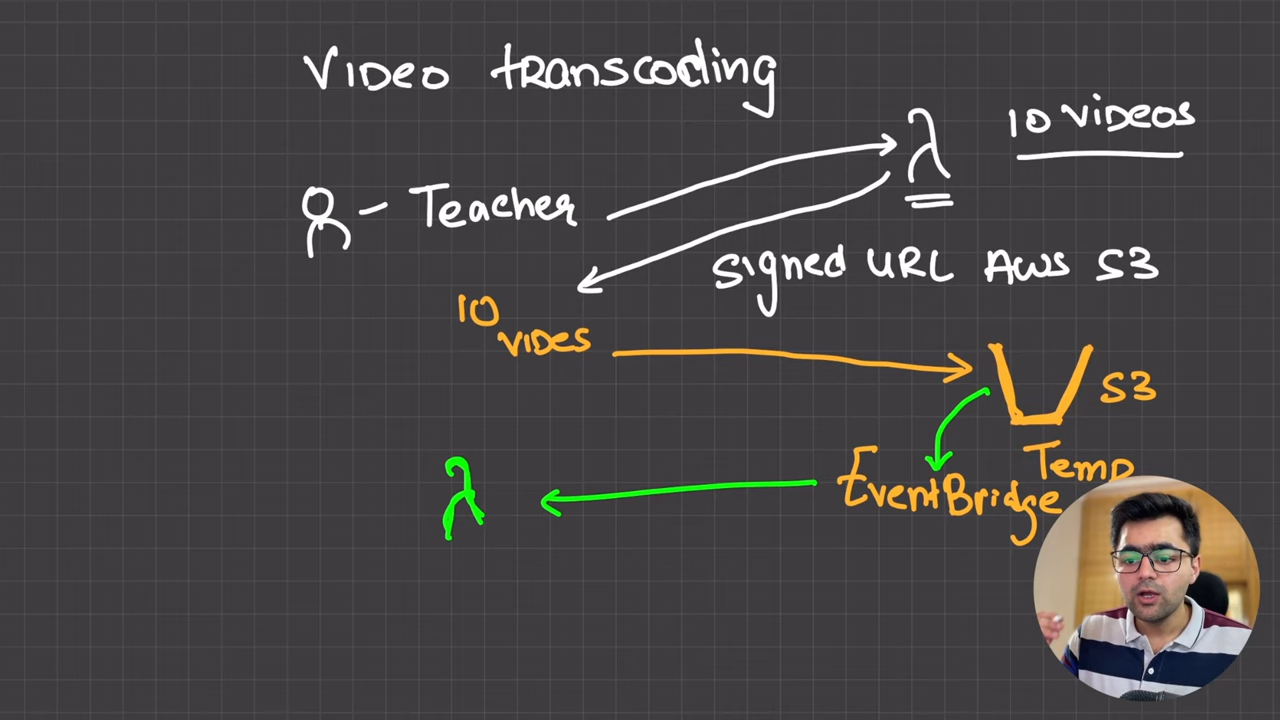 Video transcoding
λ 10 videos
- Teacher
Signed URL AWS S3
10
vides
S3
Temp
EventBridge
λ